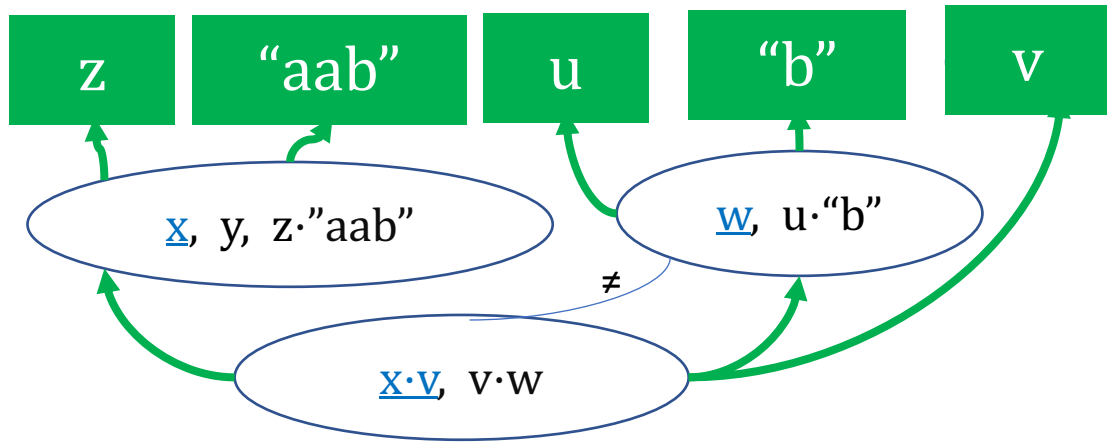 z
“aab”
u
“b”
v
x, y, z·”aab”
w, u·“b”
≠
x·v, v·w